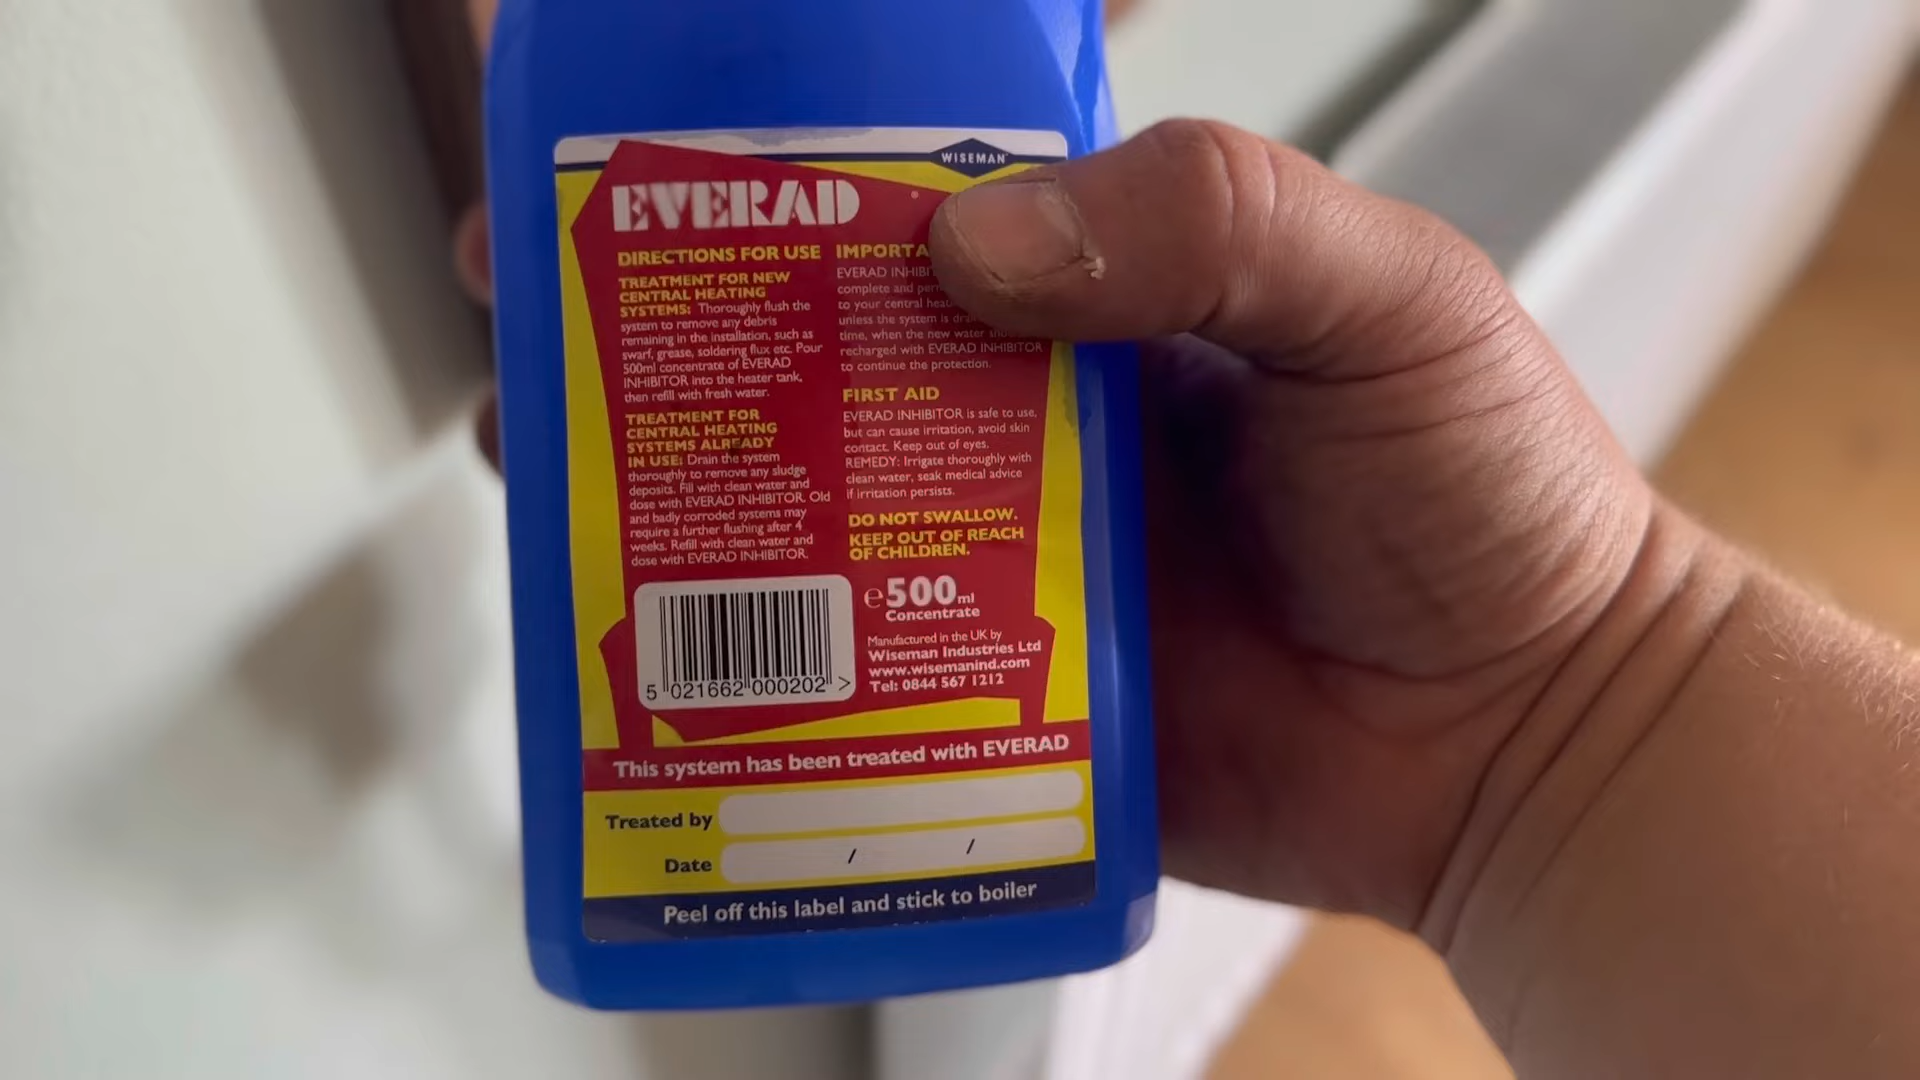 WISEMAN
EVERAD
DIRECTIONS FOR USE
TREATMENT FOR NEW
CENTRAL HEATING
SYSTEMS: Thoroughly flush the
system to remove any debris
remaining in the installation, such as
swarf, grease, soldering flux etc. Pour
500ml concentrate of EVERAD
INHIBITOR into the heater tank,
then refill with fresh water.
TREATMENT FOR
CENTRAL HEATING
SYSTEMS ALREADY
IN USE: Drain the system
thoroughly to remove any sludge
deposits. Fill with clean water and
dose with EVERAD INHIBITOR. Old
and badly corroded systems may
require a further flushing after 4
weeks. Refill with clean water and
dose with EVERAD INHIBITOR.
EVERAD
complete and
to your central
unless the system is
time, when the new water
recharged with EVERAD INHIBITOR
to continue the protection.
FIRST AID
EVERAD INHIBITOR is safe to use,
but can cause irritation, avoid skin
contact. Keep out of eyes.
REMEDY: Irrigate thoroughly with
clean water, seak medical advice
if irritation persists.
DO NOT SWALLOW.
KEEP OUT OF REACH
OF CHILDREN.
5 021662 000202 >
℮500ml
Concentrate
Manufactured in the UK by
Wiseman Industries Ltd
www.wisemanind.com
Tel: 0844 567 1212
This system has been treated with EVERAD
Treated by
Date / /
Peel off this label and stick to boiler